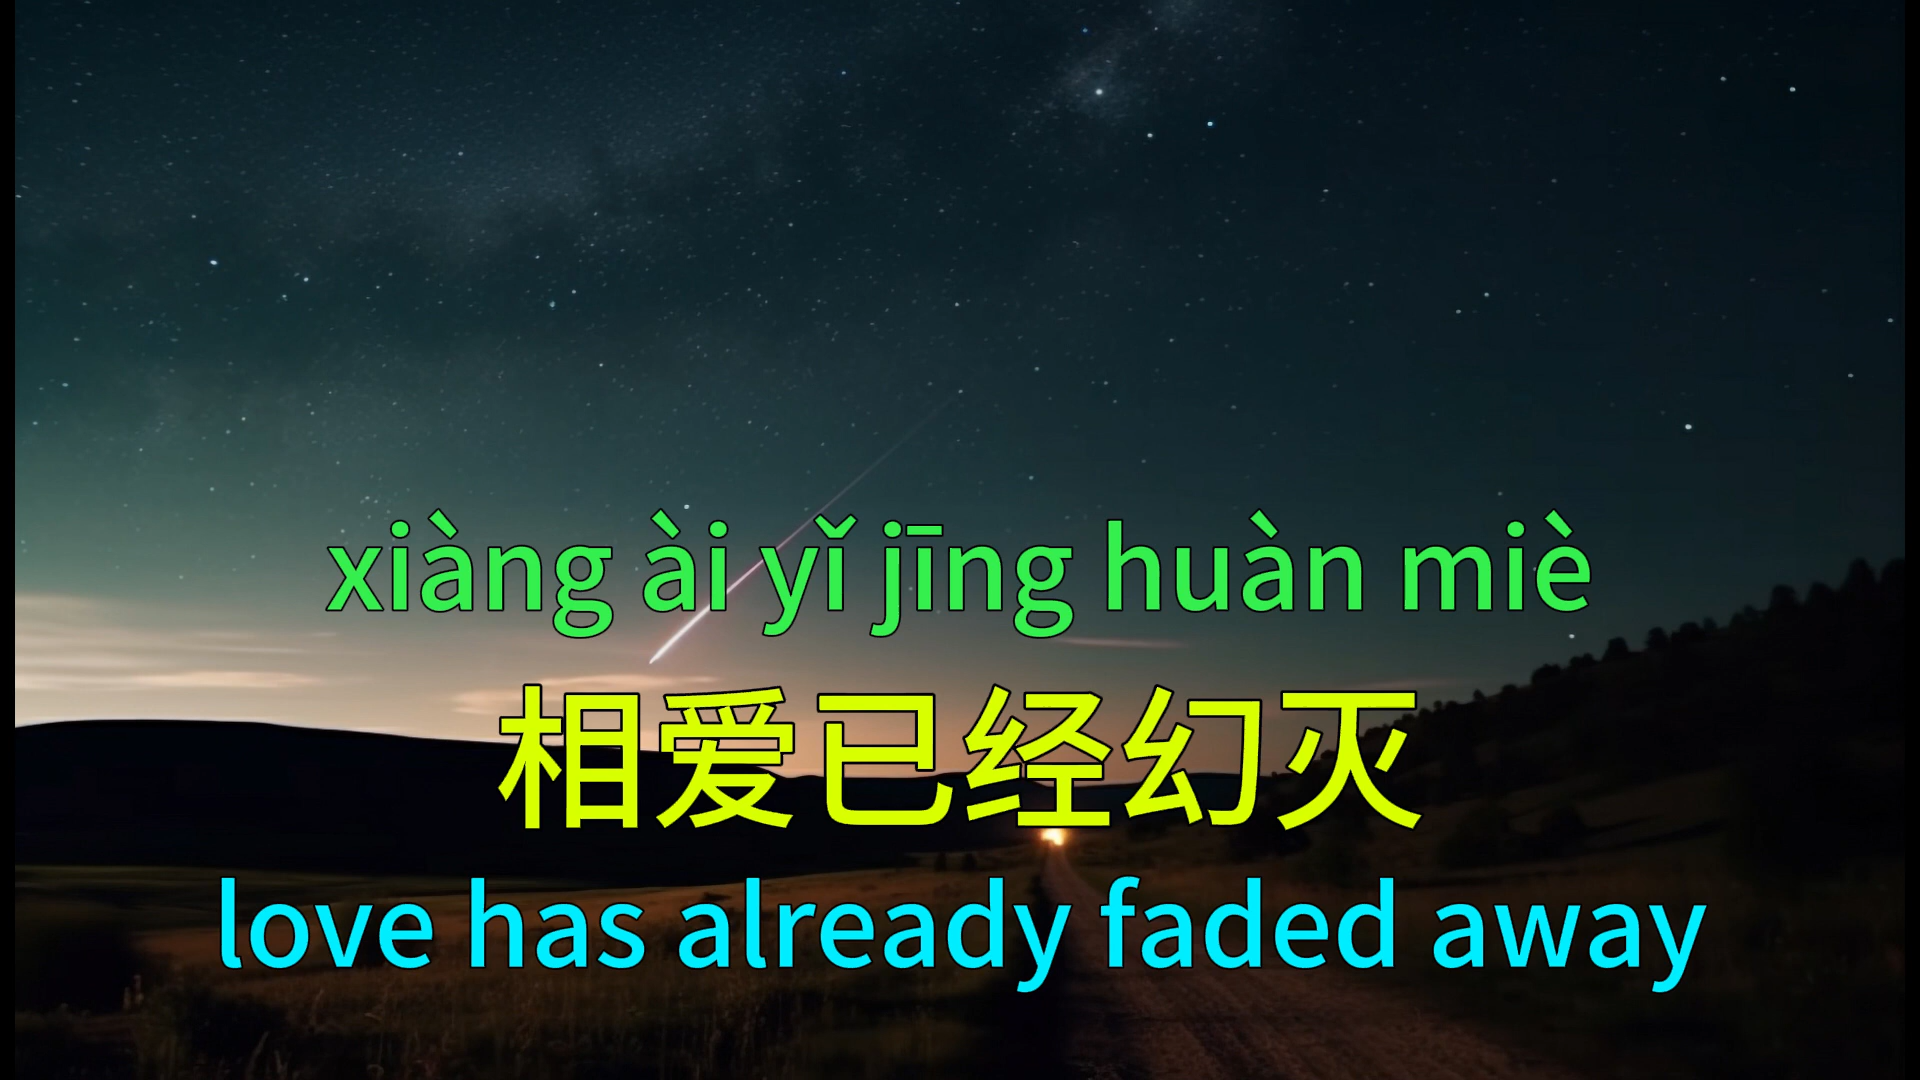 xiàng ài yǐ jīng huàn miè
相爱已经幻灭
love has already faded away